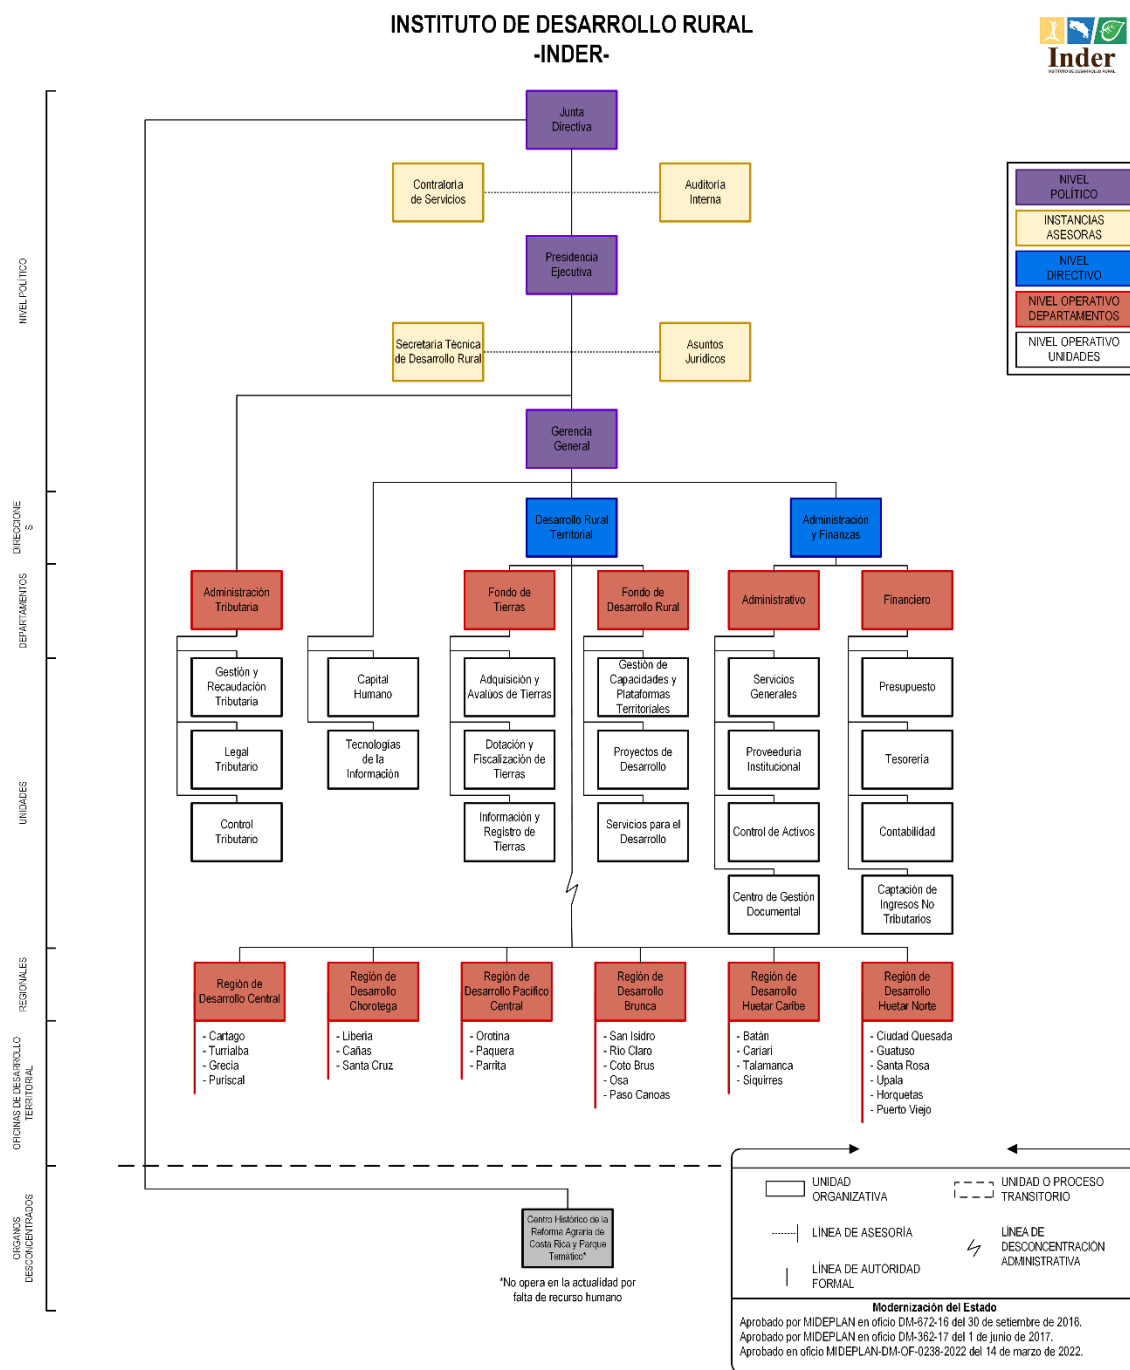 INSTITUTO DE DESARROLLO RURAL
-INDER-
Inder
INSTITUTO DE DESARROLLO RURAL
NIVEL POLÍTICO
DIRECCIONE
S
DEPARTAMENTOS
UNIDADES
REGIONALES
OFICINAS DE DESARROLLO
TERRITORIAL
ORGANOS
DESCONCENTRADOS
Junta
Directiva
Contraloría
de Servicios
Auditoría
Interna
Presidencia
Ejecutiva
Secretaría Técnica
de Desarrollo Rural
Asuntos
Jurídicos
Gerencia
General
NIVEL
POLÍTICO
INSTANCIAS
ASESORAS
NIVEL
DIRECTIVO
NIVEL OPERATIVO
DEPARTAMENTOS
NIVEL OPERATIVO
UNIDADES
Desarrollo Rural
Territorial
Administración
y Finanzas
Administración
Tributaria
Fondo de
Tierras
Fondo de
Desarrollo Rural
Administrativo
Financiero
Gestión y
Recaudación
Tributaria
Capital
Humano
Adquisición y
Avalúos de Tierras
Gestión de
Capacidades y
Plataformas
Territoriales
Servicios
Generales
Presupuesto
Legal
Tributario
Tecnologías
de la
Información
Dotación y
Fiscalización de
Tierras
Proyectos de
Desarrollo
Proveeduría
Institucional
Tesorería
Control
Tributario
Información y
Registro de
Tierras
Servicios para el
Desarrollo
Control de Activos
Contabilidad
Centro de Gestión
Documental
Captación de
Ingresos No
Tributarios
Región de
Desarrollo Central
- Cartago
- Turrialba
- Grecia
- Puriscal
Región de
Desarrollo
Chorotega
- Liberia
- Cañas
- Santa Cruz
Región de
Desarrollo Pacífico
Central
- Orotina
- Paquera
- Parrita
Región de
Desarrollo
Brunca
- San Isidro
- Río Claro
- Coto Brus
- Osa
- Paso Canoas
Región de
Desarrollo
Huetar Caribe
- Batán
- Cariari
- Talamanca
- Siquirres
Región de
Desarrollo
Huetar Norte
- Ciudad Quesada
- Guatuso
- Santa Rosa
- Upala
- Horquetas
- Puerto Viejo
Centro Histórico de la
Reforma Agraria de
Costa Rica y Parque
Temático*
*No opera en la actualidad por
falta de recurso humano
UNIDAD
ORGANIZATIVA
UNIDAD O PROCESO
TRANSITORIO
LÍNEA DE ASESORÍA
LÍNEA DE
DESCONCENTRACIÓN
ADMINISTRATIVA
LÍNEA DE AUTORIDAD
FORMAL
Modernización del Estado
Aprobado por MIDEPLAN en oficio DM-672-16 del 30 de setiembre de 2016.
Aprobado por MIDEPLAN en oficio DM-362-17 del 1 de junio de 2017.
Aprobado en oficio MIDEPLAN-DM-OF-0238-2022 del 14 de marzo de 2022.